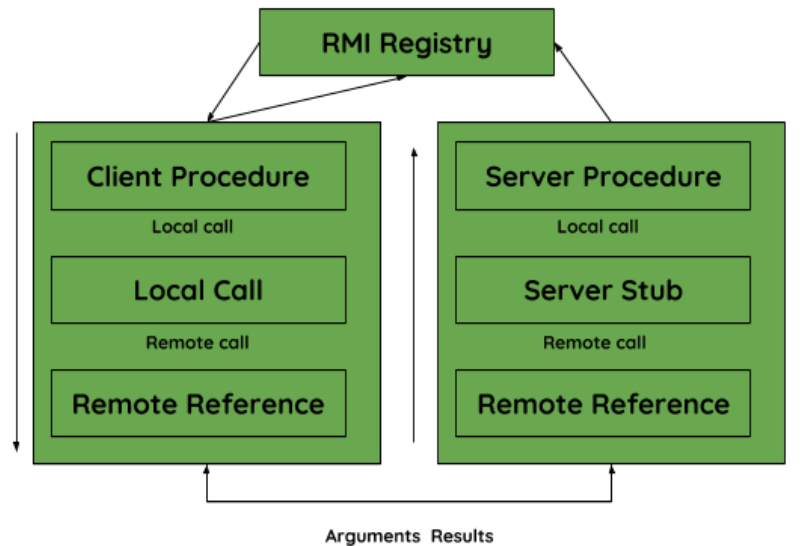 RMI Registry
Client Procedure
Local call
Local Call
Remote call
Remote Reference
Server Procedure
Local call
Server Stub
Remote call
Remote Reference
Arguments Results